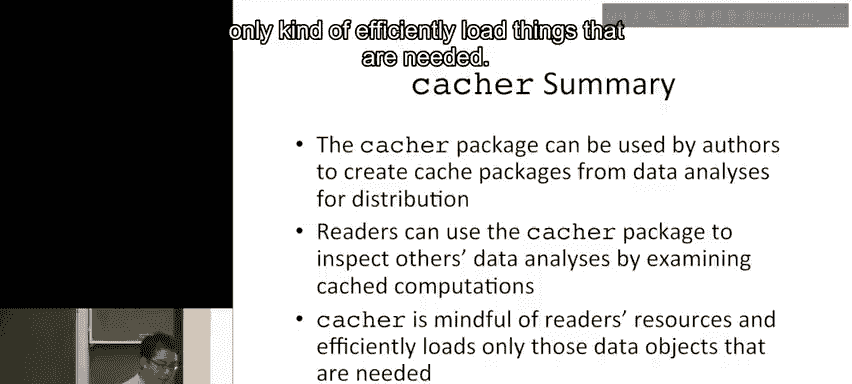 only kind of efficiently load things that
are needed.
cacher Summary
• The cacher package can be used by authors
to create cache packages from data analyses
for distribution
• Readers can use the cacher package to
inspect others' data analyses by examining
cached computations
• cacher is mindful of readers' resources and
efficiently loads only those data objects that
are needed